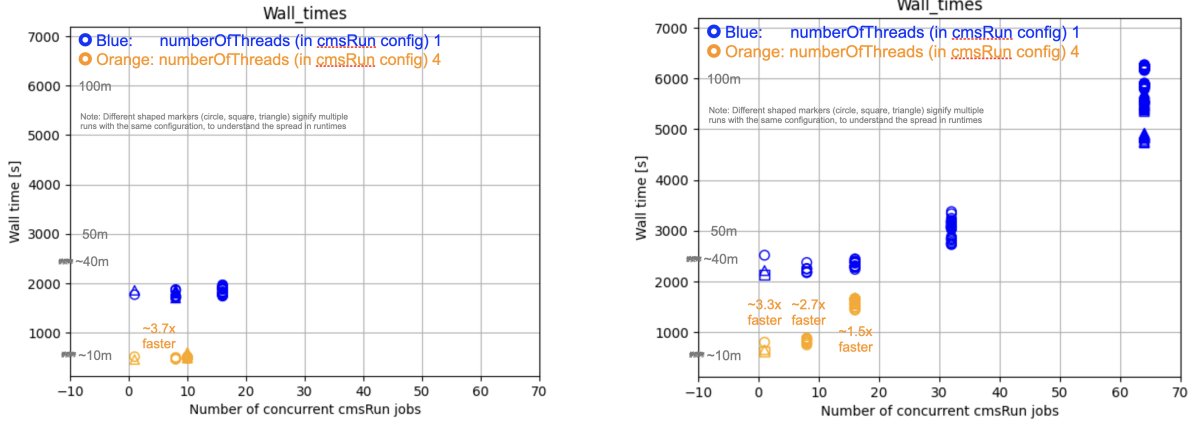 Wall_times
7000
Blue: numberOfThreads (in cmsRun config) 1
Orange: numberOfThreads (in cmsRun config) 4
6000
100m
Note: Different shaped markers (circle, square, triangle) signify multiple
runs with the same configuration, to understand the spread in runtimes
5000
4000
Wall time [s]
3000
50m
~40m
2000
~3.7x
faster
1000
~10m
−10
0
10
20
30
40
50
60
70
Number of concurrent cmsRun jobs
Wall_times
7000
Blue: numberOfThreads (in cmsRun config) 1
Orange: numberOfThreads (in cmsRun config) 4
6000
100m
Note: Different shaped markers (circle, square, triangle) signify multiple
runs with the same configuration, to understand the spread in runtimes
5000
4000
Wall time [s]
3000
50m
~40m
2000
~3.3x
faster
~2.7x
faster
~1.5x
faster
1000
~10m
−10
0
10
20
30
40
50
60
70
Number of concurrent cmsRun jobs